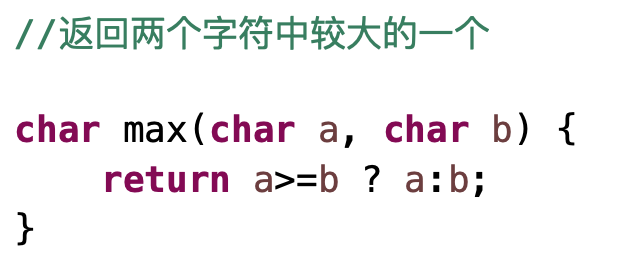 //返回两个字符中较大的一个
char max(char a, char b) {
    return a>=b ? a:b;
}